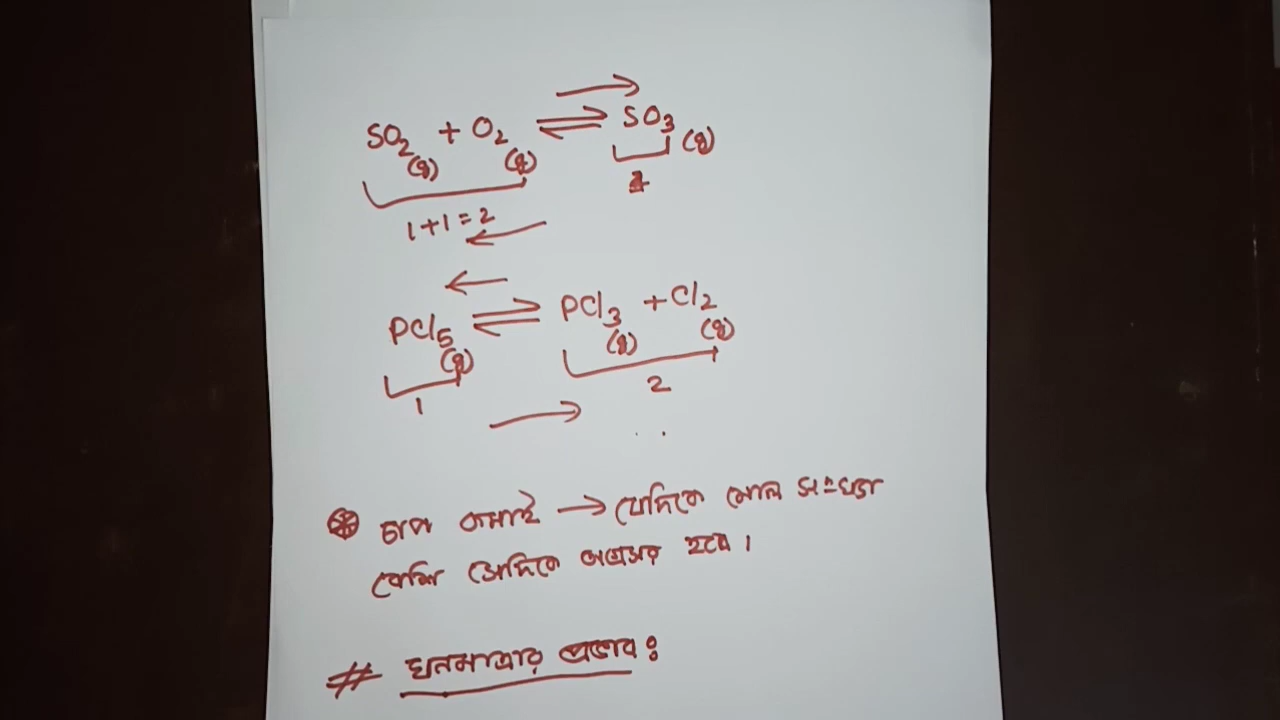 SO₂(g) + O₂(g) ⇌ SO₃(g)
1+1=2
PCl₅(g) ⇌ PCl₃(g) + Cl₂(g)
1 2
চাপ কমাই → যেদিকে মোল সংখ্যা
বেশি সেদিকে অগ্রসর হবে।
# ঘনমাত্রার প্রভাব: